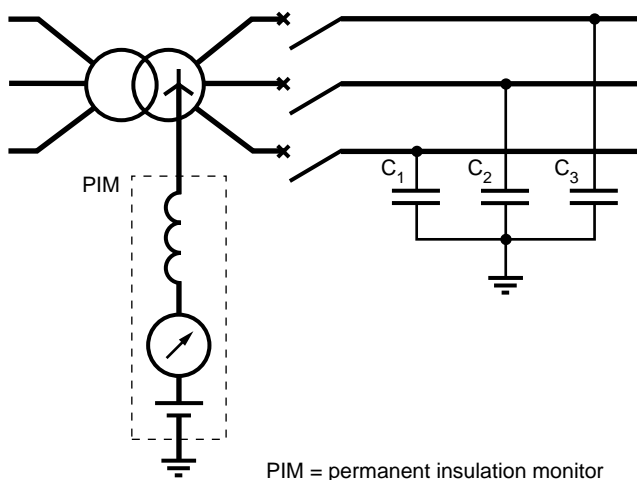 C1
C2
C3
PIM
PIM = permanent insulation monitor